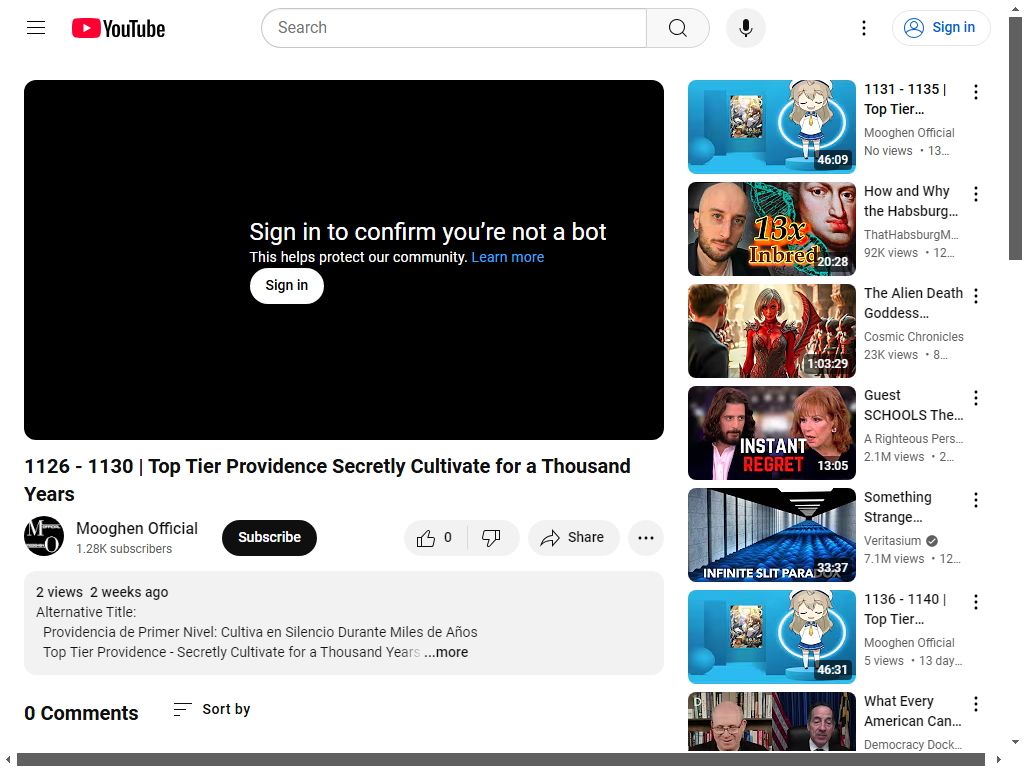 YouTube
Search
Sign in
Sign in to confirm you’re not a bot
This helps protect our community. Learn more
Sign in
1126 - 1130 | Top Tier Providence Secretly Cultivate for a Thousand
Years
Mooghen Official
1.28K subscribers
Subscribe
0
Share
2 views 2 weeks ago
Alternative Title:
Providencia de Primer Nivel: Cultiva en Silencio Durante Miles de Años
Top Tier Providence - Secretly Cultivate for a Thousand Years ...more
0 Comments
Sort by
46:09
1131 - 1135 |
Top Tier…
Mooghen Official
No views • 13…
13x
Inbred
20:28
How and Why
the Habsburg…
ThatHabsburgM…
92K views • 12…
1:03:29
The Alien Death
Goddess…
Cosmic Chronicles
23K views • 8…
INSTANT
REGRET
13:05
Guest
SCHOOLS The…
A Righteous Pers…
2.1M views • 2…
INFINITE SLIT PARADOX
33:37
Something
Strange…
Veritasium
7.1M views • 12…
46:31
1136 - 1140 |
Top Tier…
Mooghen Official
5 views • 13 day…
What Every
American Can…
Democracy Dock…